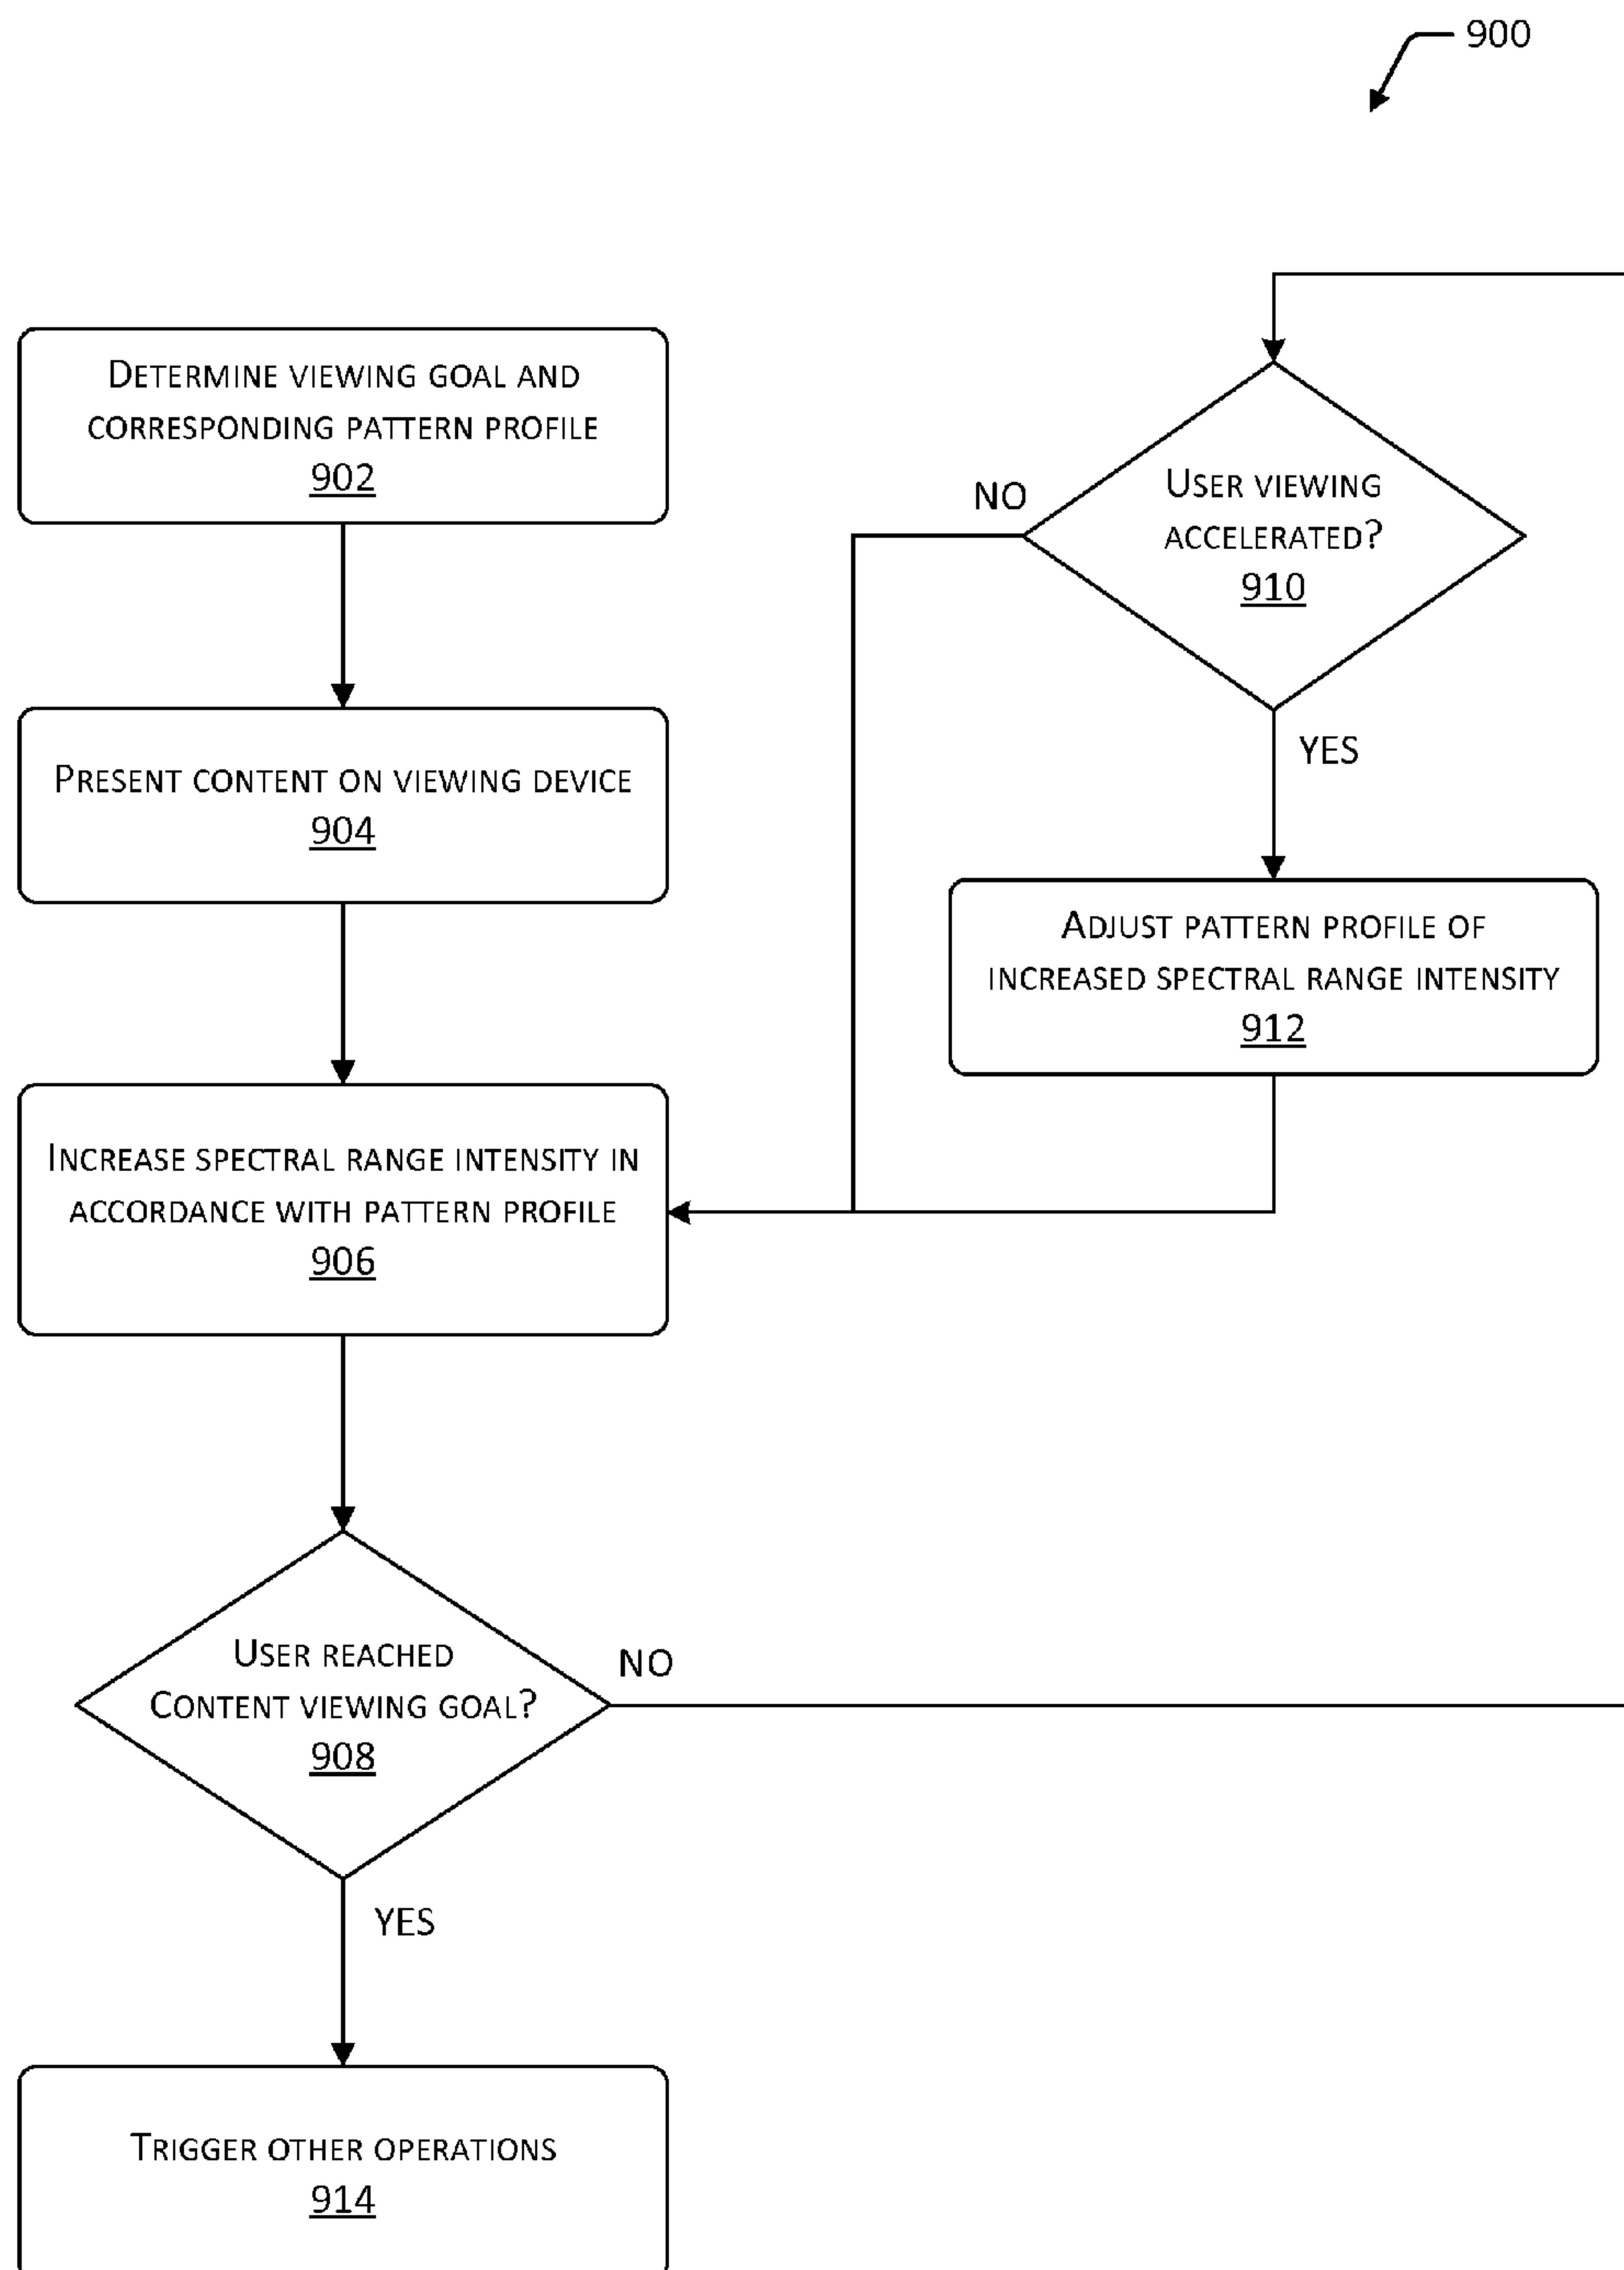 900
Determine viewing goal and
corresponding pattern profile
902
Present content on viewing device
904
Increase spectral range intensity in
accordance with pattern profile
906
User reached
Content viewing goal?
908
NO
YES
Trigger other operations
914
User viewing
accelerated?
910
NO
YES
Adjust pattern profile of
increased spectral range intensity
912